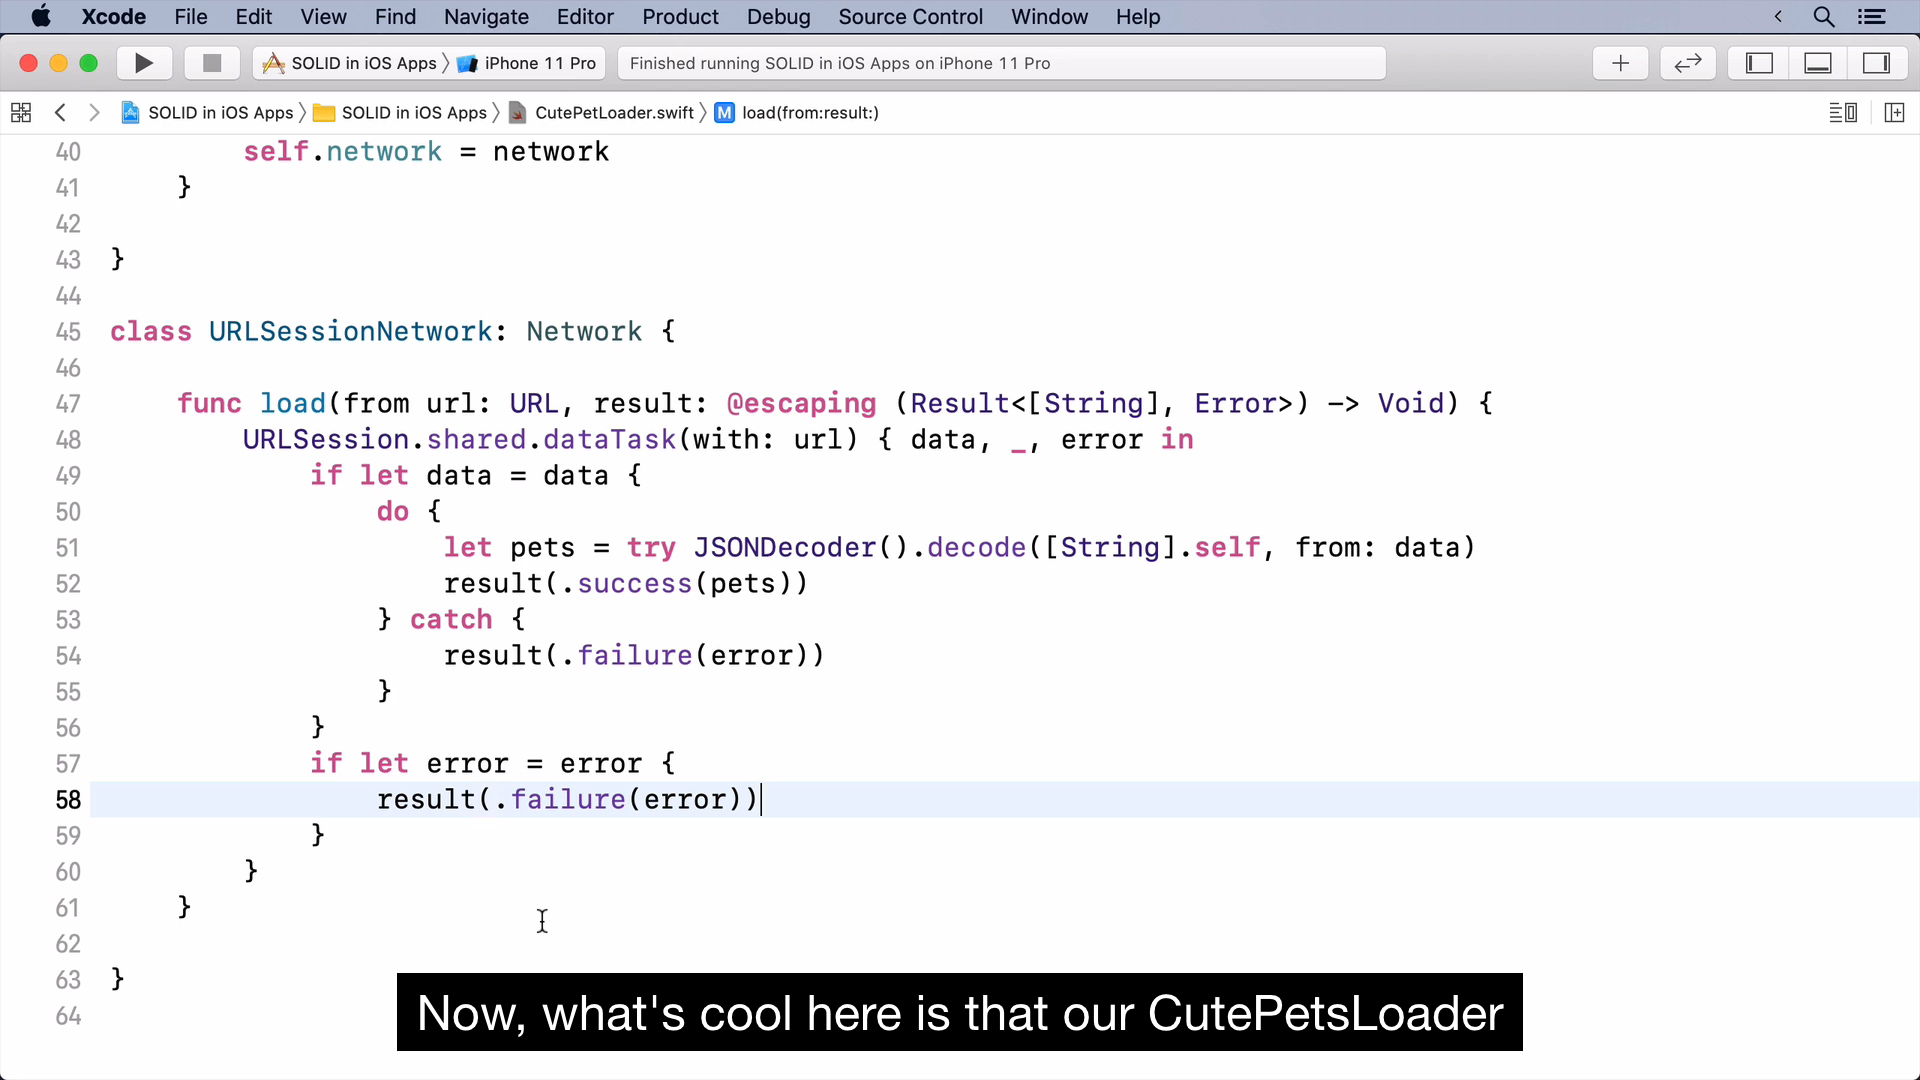 Xcode File Edit View Find Navigate Editor Product Debug Source Control Window Help
SOLID in iOS Apps iPhone 11 Pro Finished running SOLID in iOS Apps on iPhone 11 Pro
SOLID in iOS Apps SOLID in iOS Apps CutePetLoader.swift M load(from:result:)
40 self.network = network
41 }
42
43 }
44
45 class URLSessionNetwork: Network {
46
47 func load(from url: URL, result: @escaping (Result<[String], Error>) -> Void) {
48 URLSession.shared.dataTask(with: url) { data, _, error in
49 if let data = data {
50 do {
51 let pets = try JSONDecoder().decode([String].self, from: data)
52 result(.success(pets))
53 } catch {
54 result(.failure(error))
55 }
56 }
57 if let error = error {
58 result(.failure(error))
59 }
60 }
61 }
62
63 }
64
Now, what's cool here is that our CutePetsLoader